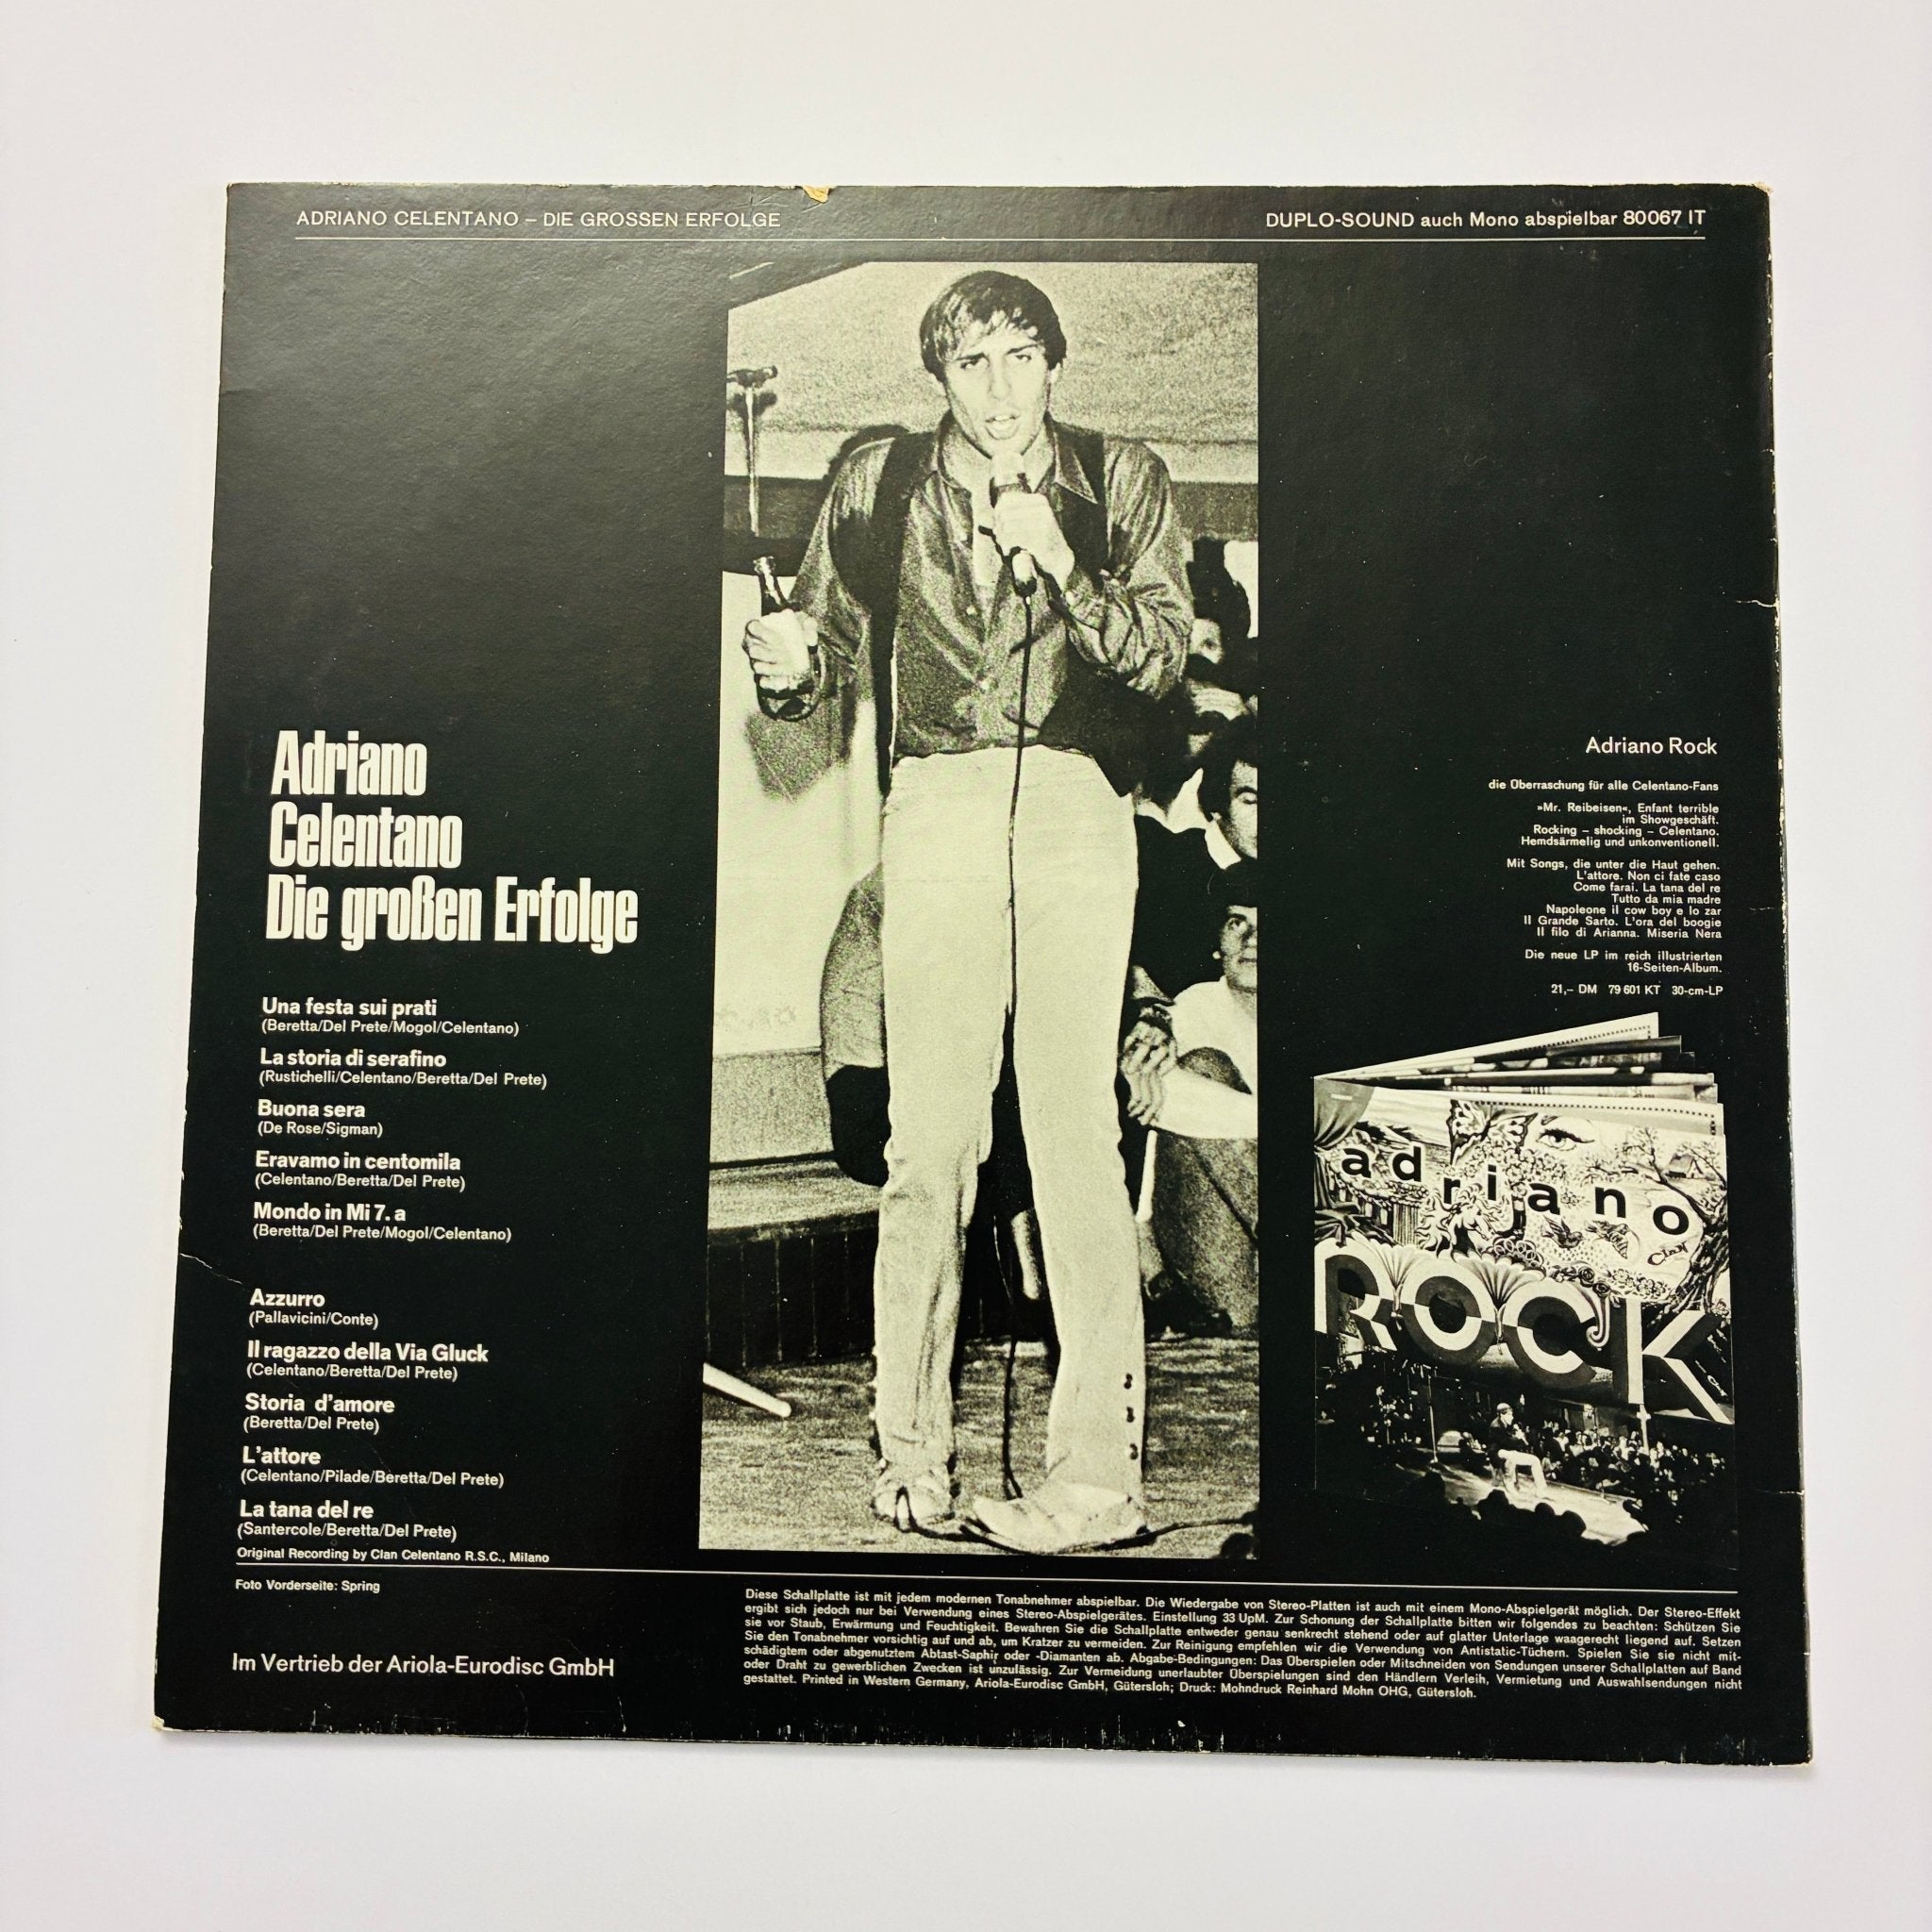 ADRIANO CELENTANO – DIE GROSSEN ERFOLGE
DUPLO-SOUND auch Mono abspielbar 80067 IT
Adriano
Celentano
Die großen Erfolge
Una festa sui prati
(Beretta/Del Prete/Mogol/Celentano)
La storia di serafino
(Rustichelli/Celentano/Beretta/Del Prete)
Buona sera
(De Rose/Sigman)
Eravamo in centomila
(Celentano/Beretta/Del Prete)
Mondo in Mi 7. a
(Beretta/Del Prete/Mogol/Celentano)
Azzurro
(Pallavicini/Conte)
Il ragazzo della Via Gluck
(Celentano/Beretta/Del Prete)
Storia d'amore
(Beretta/Del Prete)
L'attore
(Celentano/Pilade/Beretta/Del Prete)
La tana del re
(Santercole/Beretta/Del Prete)
Original Recording by Clan Celentano R.S.C., Milano
Foto Vorderseite: Spring
Im Vertrieb der Ariola-Eurodisc GmbH
Adriano Rock
die Überraschung für alle Celentano-Fans
»Mr. Reibeisen«, Enfant terrible
im Showgeschäft.
Rocking – shocking – Celentano.
Hemdsärmelig und unkonventionell.
Mit Songs, die unter die Haut gehen.
L'attore. Non ci fate caso
Come farai. La tana del re
Tutto da mia madre
Napoleone il cow boy e lo zar
Il Grande Sarto. L'ora del boogie
Il filo di Arianna. Miseria Nera
Die neue LP im reich illustrierten
16-Seiten-Album.
21,– DM 79 601 KT 30-cm-LP
adriano
Clan
ROCK
Clan
Diese Schallplatte ist mit jedem modernen Tonabnehmer abspielbar. Die Wiedergabe von Stereo-Platten ist auch mit einem Mono-Abspielgerät möglich. Der Stereo-Effekt
ergibt sich jedoch nur bei Verwendung eines Stereo-Abspielgerätes. Einstellung 33 UpM. Zur Schonung der Schallplatte bitten wir folgendes zu beachten: Schützen Sie
sie vor Staub, Erwärmung und Feuchtigkeit. Bewahren Sie die Schallplatte entweder genau senkrecht stehend oder auf glatter Unterlage waagerecht liegend auf. Setzen
Sie den Tonabnehmer vorsichtig auf und ab, um Kratzer zu vermeiden. Zur Reinigung empfehlen wir die Verwendung von Antistatic-Tüchern. Spielen Sie sie nicht mit-
schädigtem oder abgenutztem Abtast-Saphir oder -Diamanten ab. Abgabe-Bedingungen: Das Überspielen oder Mitschneiden von Sendungen unserer Schallplatten auf Band
oder Draht zu gewerblichen Zwecken ist unzulässig. Zur Vermeidung unerlaubter Überspielungen sind den Händlern Verleih, Vermietung und Auswahlsendungen nicht
gestattet. Printed in Western Germany, Ariola-Eurodisc GmbH, Gütersloh; Druck: Mohndruck Reinhard Mohn OHG, Gütersloh.